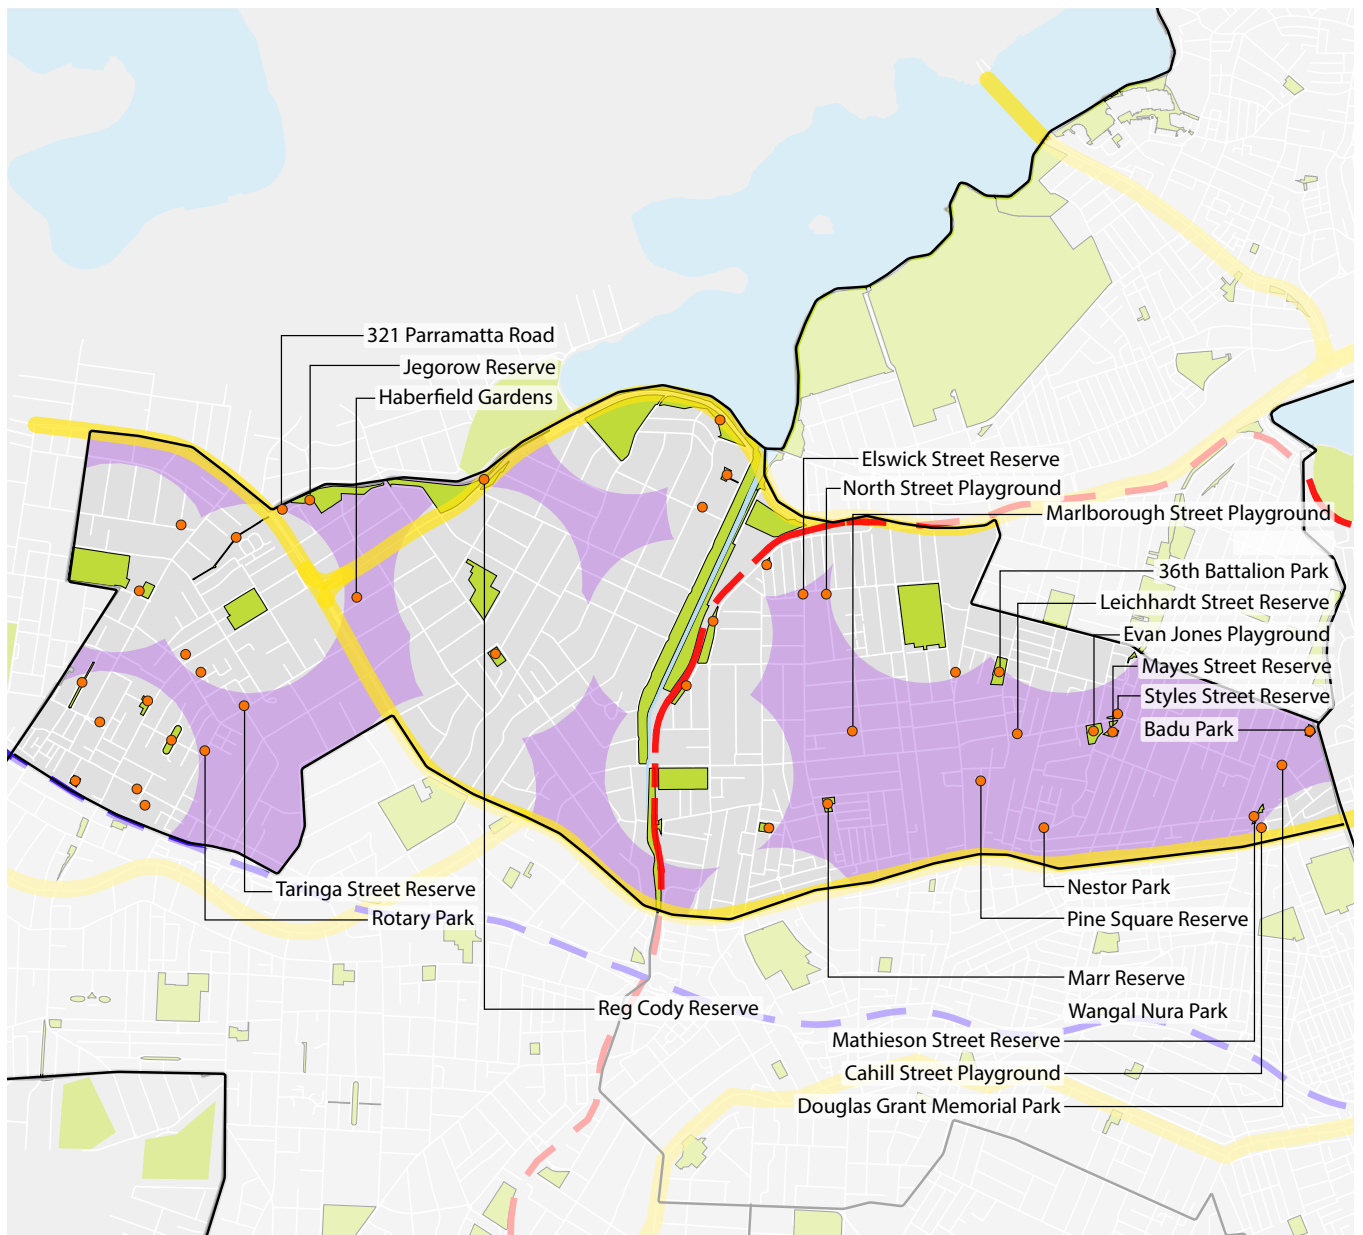 321 Parramatta Road
Jegorow Reserve
Haberfield Gardens
Elswick Street Reserve
North Street Playground
Marlborough Street Playground
36th Battalion Park
Leichhardt Street Reserve
Evan Jones Playground
Mayes Street Reserve
Styles Street Reserve
Badu Park
Taringa Street Reserve
Rotary Park
Nestor Park
Pine Square Reserve
Marr Reserve
Reg Cody Reserve
Wangal Nura Park
Mathieson Street Reserve
Cahill Street Playground
Douglas Grant Memorial Park